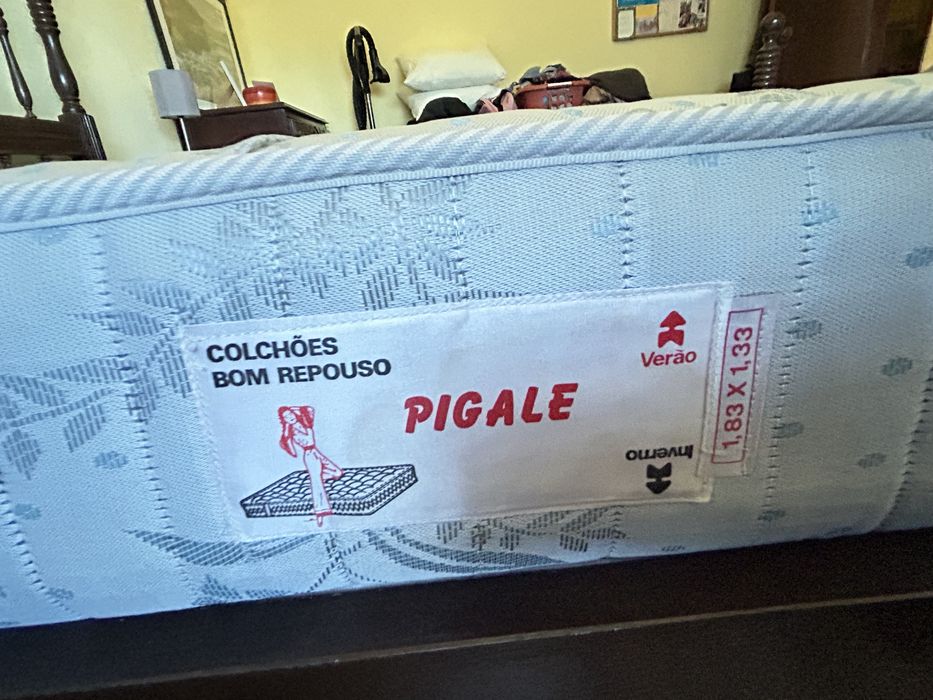 COLCHÕES
BOM REPOUSO
PIGALE
Verão
Inverno
1,83 X 1,33